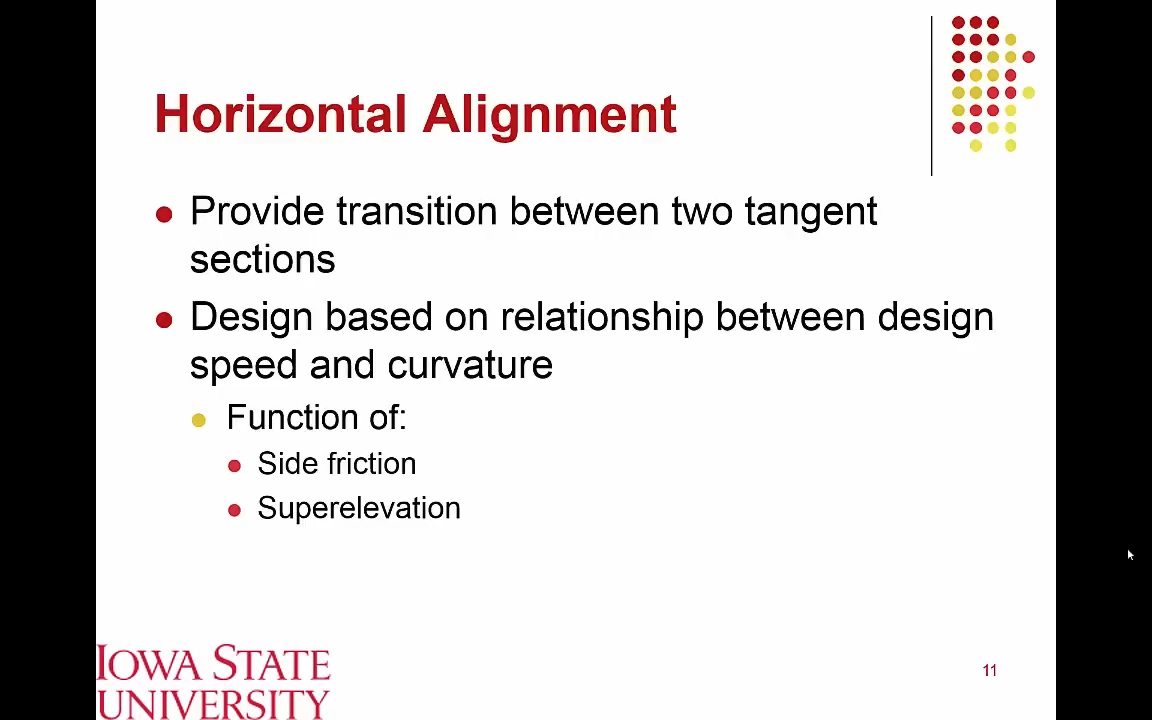 Horizontal Alignment
Provide transition between two tangent
sections
Design based on relationship between design
speed and curvature
Function of:
Side friction
Superelevation
IOWA STATE
UNIVERSITY
11